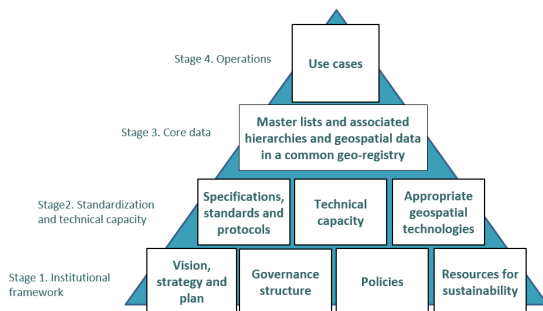 Stage 4. Operations
Use cases
Stage 3. Core data
Master lists and associated
hierarchies and geospatial data
in a common geo-registry
Stage2. Standardization
and technical capacity
Specifications,
standards and
protocols
Technical
capacity
Appropriate
geospatial
technologies
Stage 1. Institutional
framework
Vision,
strategy and
plan
Governance
structure
Policies
Resources for
sustainability